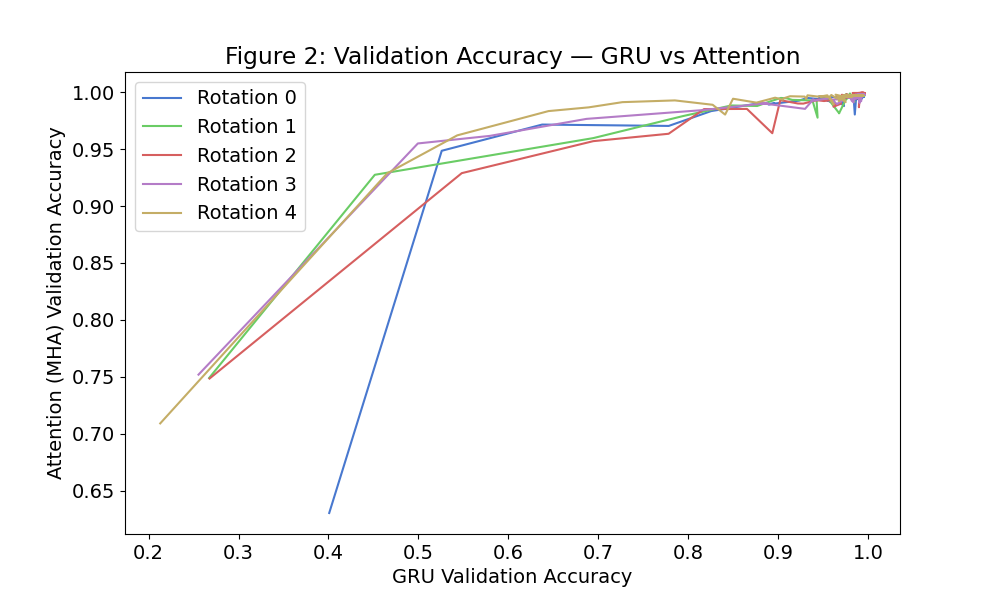 Figure 2: Validation Accuracy — GRU vs Attention
Attention (MHA) Validation Accuracy
1.00
0.95
0.90
0.85
0.80
0.75
0.70
0.65
Rotation 0
Rotation 1
Rotation 2
Rotation 3
Rotation 4
0.2 0.3 0.4 0.5 0.6 0.7 0.8 0.9 1.0
GRU Validation Accuracy